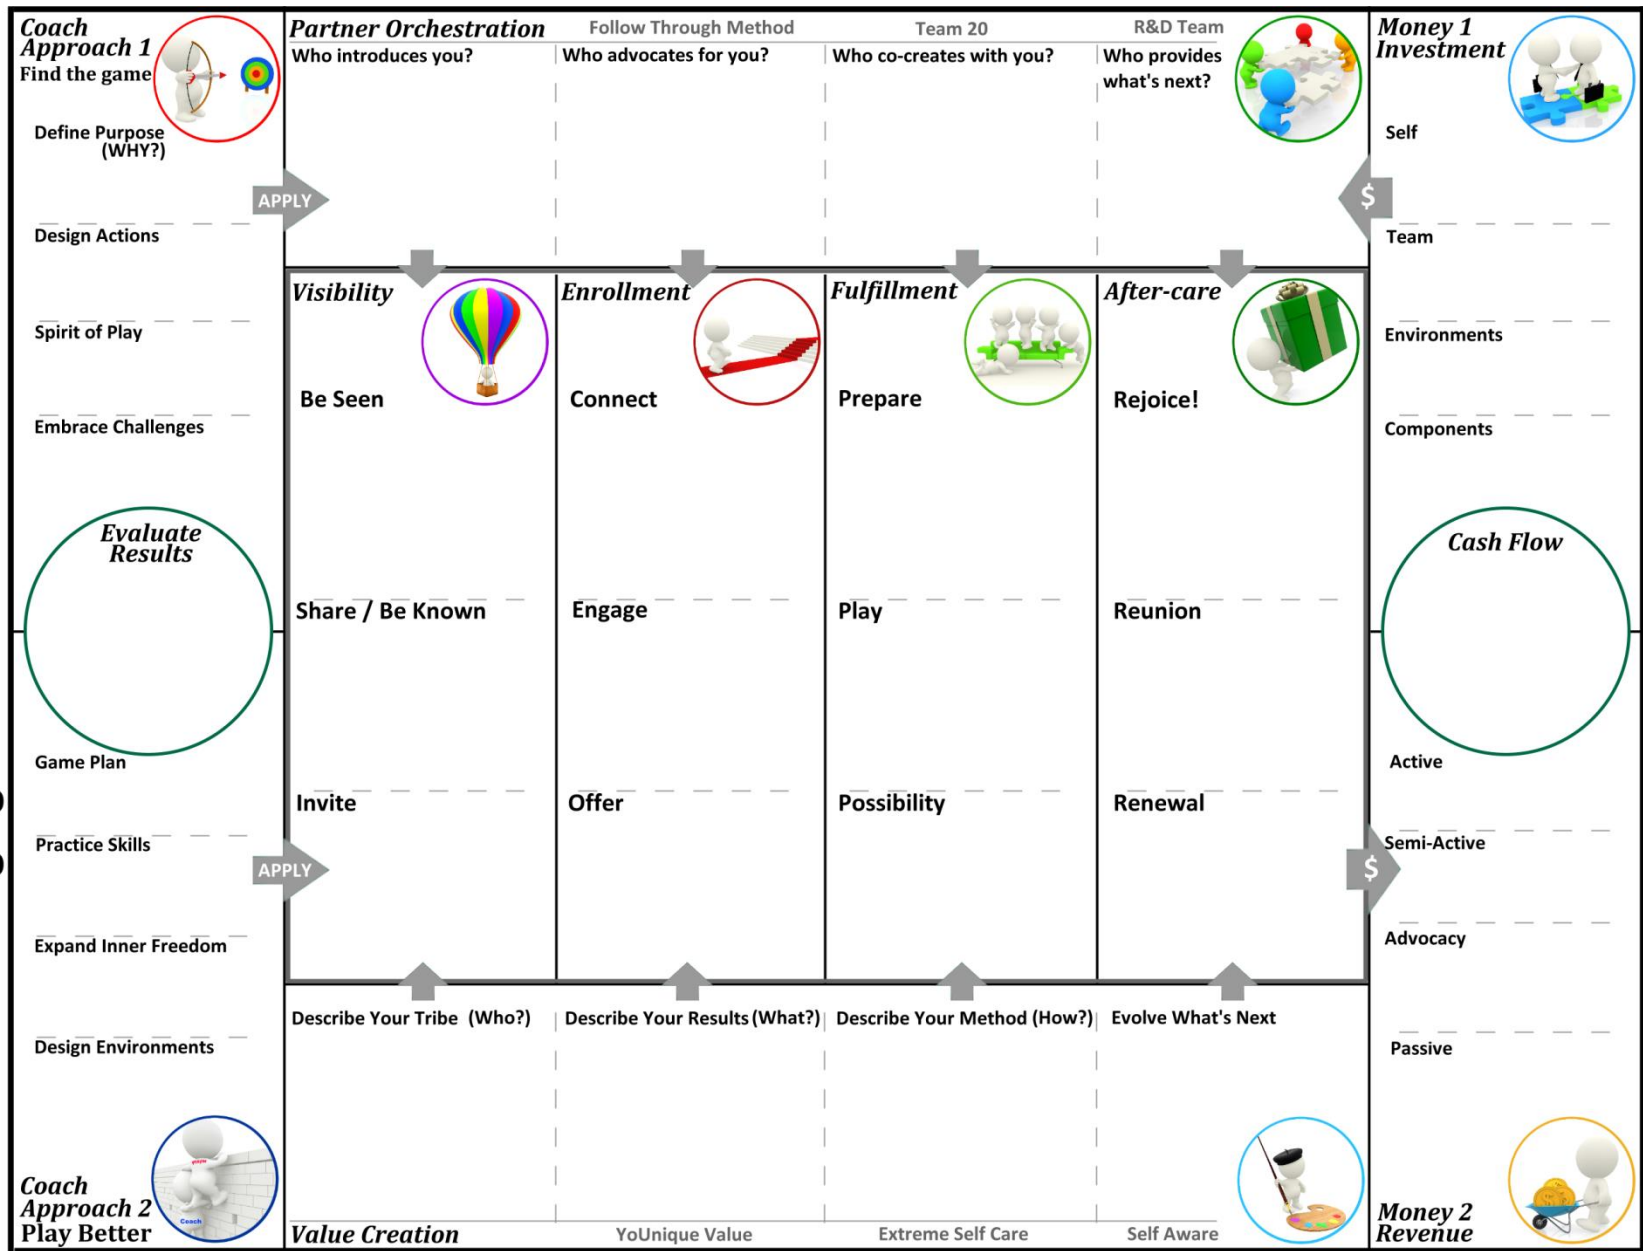 Coach
Approach 1
Find the game
Define Purpose
(WHY?)
APPLY
Design Actions
Spirit of Play
Embrace Challenges
Evaluate
Results
Game Plan
Practice Skills
APPLY
Expand Inner Freedom
Design Environments
Coach
Approach 2
Play Better
Coach
Partner Orchestration
Follow Through Method
Team 20
R&D Team
Who introduces you?
Who advocates for you?
Who co-creates with you?
Who provides
what's next?
Visibility
Be Seen
Share / Be Known
Invite
Enrollment
Connect
Engage
Offer
Fulfillment
Prepare
Play
Possibility
After-care
Rejoice!
Reunion
Renewal
Describe Your Tribe (Who?)
Describe Your Results (What?)
Describe Your Method (How?)
Evolve What's Next
Value Creation
YoUnique Value
Extreme Self Care
Self Aware
Money 1
Investment
Self
$
Team
Environments
Components
Cash Flow
Active
Semi-Active
$
Advocacy
Passive
Money 2
Revenue